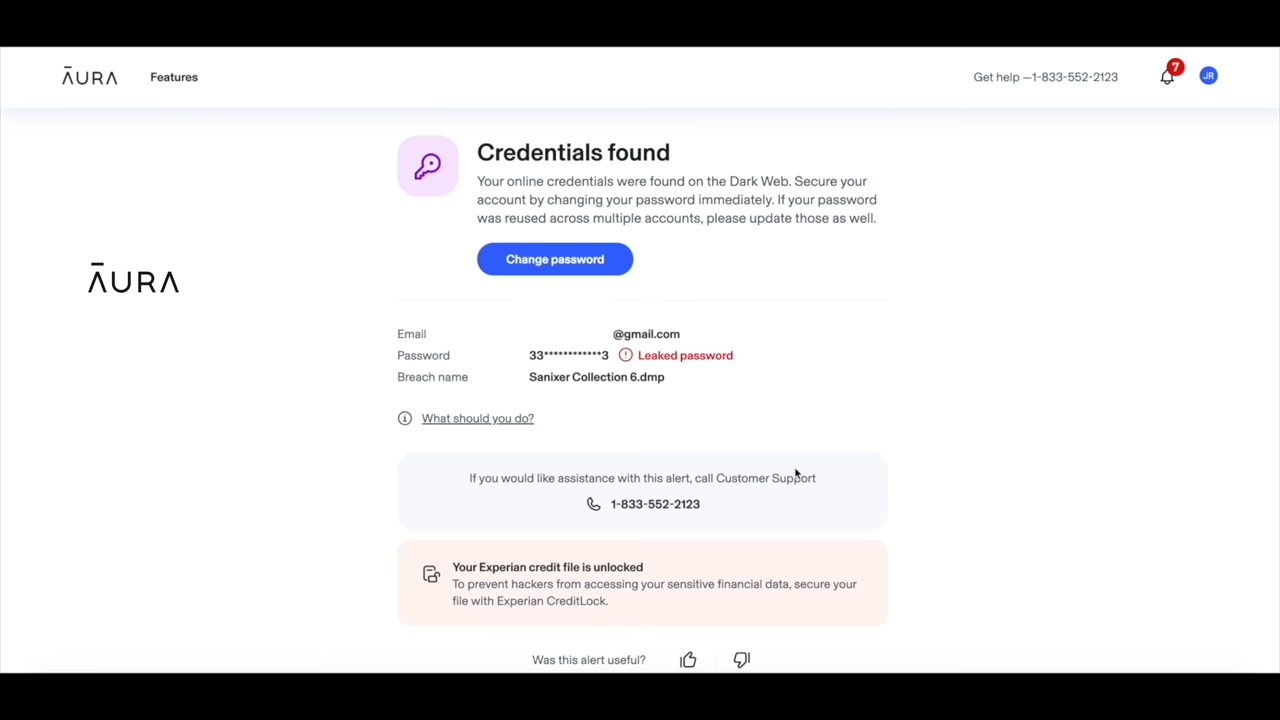 ĀURA
Features
Get help —1-833-552-2123
7
JR
Credentials found
Your online credentials were found on the Dark Web. Secure your
account by changing your password immediately. If your password
was reused across multiple accounts, please update those as well.
Change password
ĀURA
Email @gmail.com
Password 33************3 Leaked password
Breach name Sanixer Collection 6.dmp
What should you do?
If you would like assistance with this alert, call Customer Support
1-833-552-2123
Your Experian credit file is unlocked
To prevent hackers from accessing your sensitive financial data, secure your
file with Experian CreditLock.
Was this alert useful?